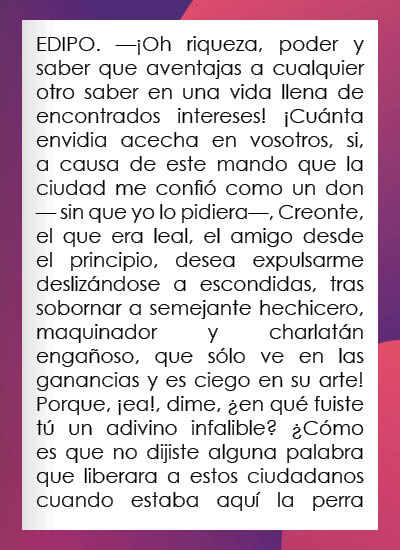 EDIPO. —¡Oh riqueza, poder y
saber que aventajas a cualquier
otro saber en una vida llena de
encontrados intereses! ¡Cuánta
envidia acecha en vosotros, si,
a causa de este mando que la
ciudad me confió como un don
— sin que yo lo pidiera—, Creonte,
el que era leal, el amigo desde
el principio, desea expulsarme
deslizándose a escondidas, tras
sobornar a semejante hechicero,
maquinador y charlatán
engañoso, que sólo ve en las
ganancias y es ciego en su arte!
Porque, ¡ea!, dime, ¿en qué fuiste
tú un adivino infalible? ¿Cómo
es que no dijiste alguna palabra
que liberara a estos ciudadanos
cuando estaba aquí la perra